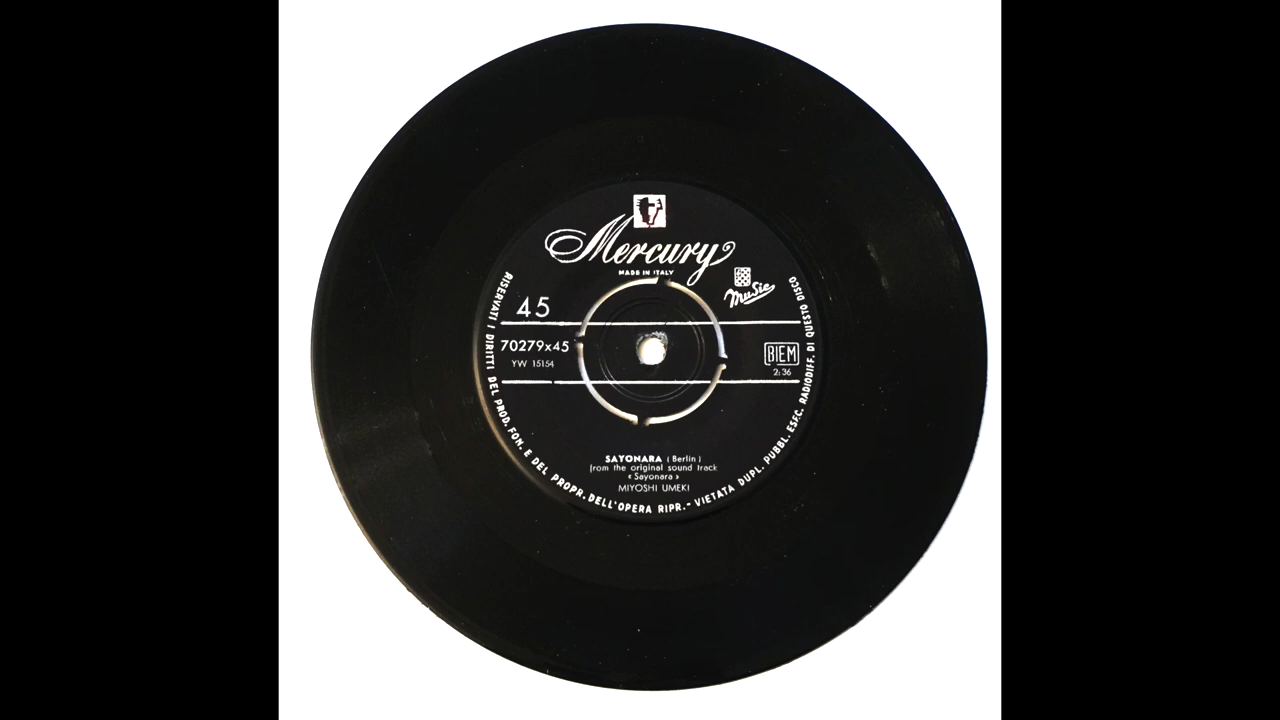 Mercury
MADE IN ITALY
Music
45
70279x45
YW 15154
BIEM
2:36
SAYONARA (Berlin)
from the original sound track
« Sayonara »
MIYOSHI UMEKI
RISERVATI I DIRITTI DEL PROD. FON. E DEL PROPR. DELL'OPERA RIPR. - VIETATA DUPL. PUBBL. ESEC. RADIODIFF. DI QUESTO DISCO